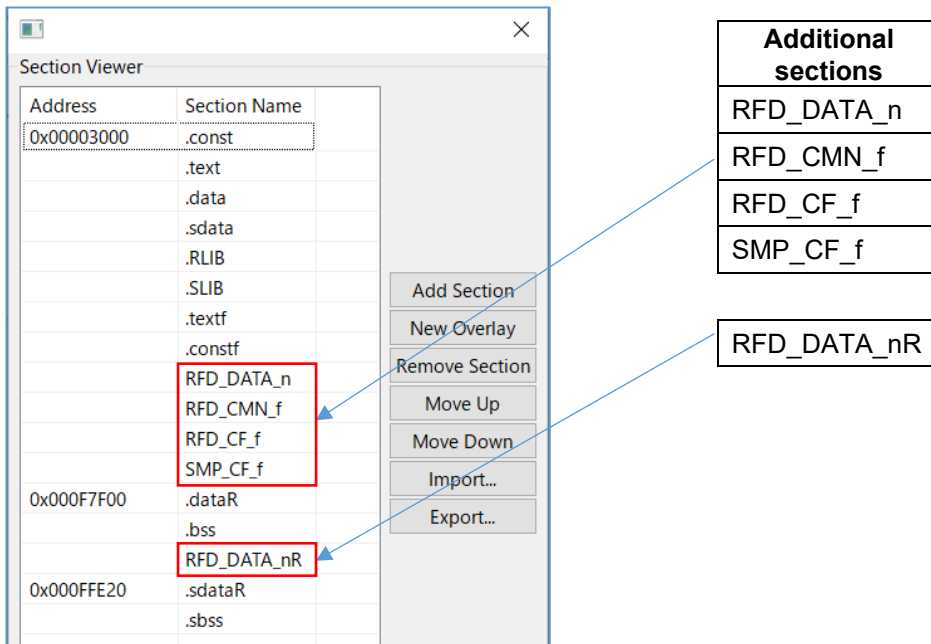 Section Viewer
Address Section Name
0x00003000 .const
.text
.data
.sdata
.RLIB
.SLIB
.textf
.constf
RFD_DATA_n
RFD_CMN_f
RFD_CF_f
SMP_CF_f
0x000F7F00 .dataR
.bss
RFD_DATA_nR
0x000FFE20 .sdataR
.sbss
Add Section
New Overlay
Remove Section
Move Up
Move Down
Import...
Export...
Additional
sections
RFD_DATA_n
RFD_CMN_f
RFD_CF_f
SMP_CF_f
RFD_DATA_nR